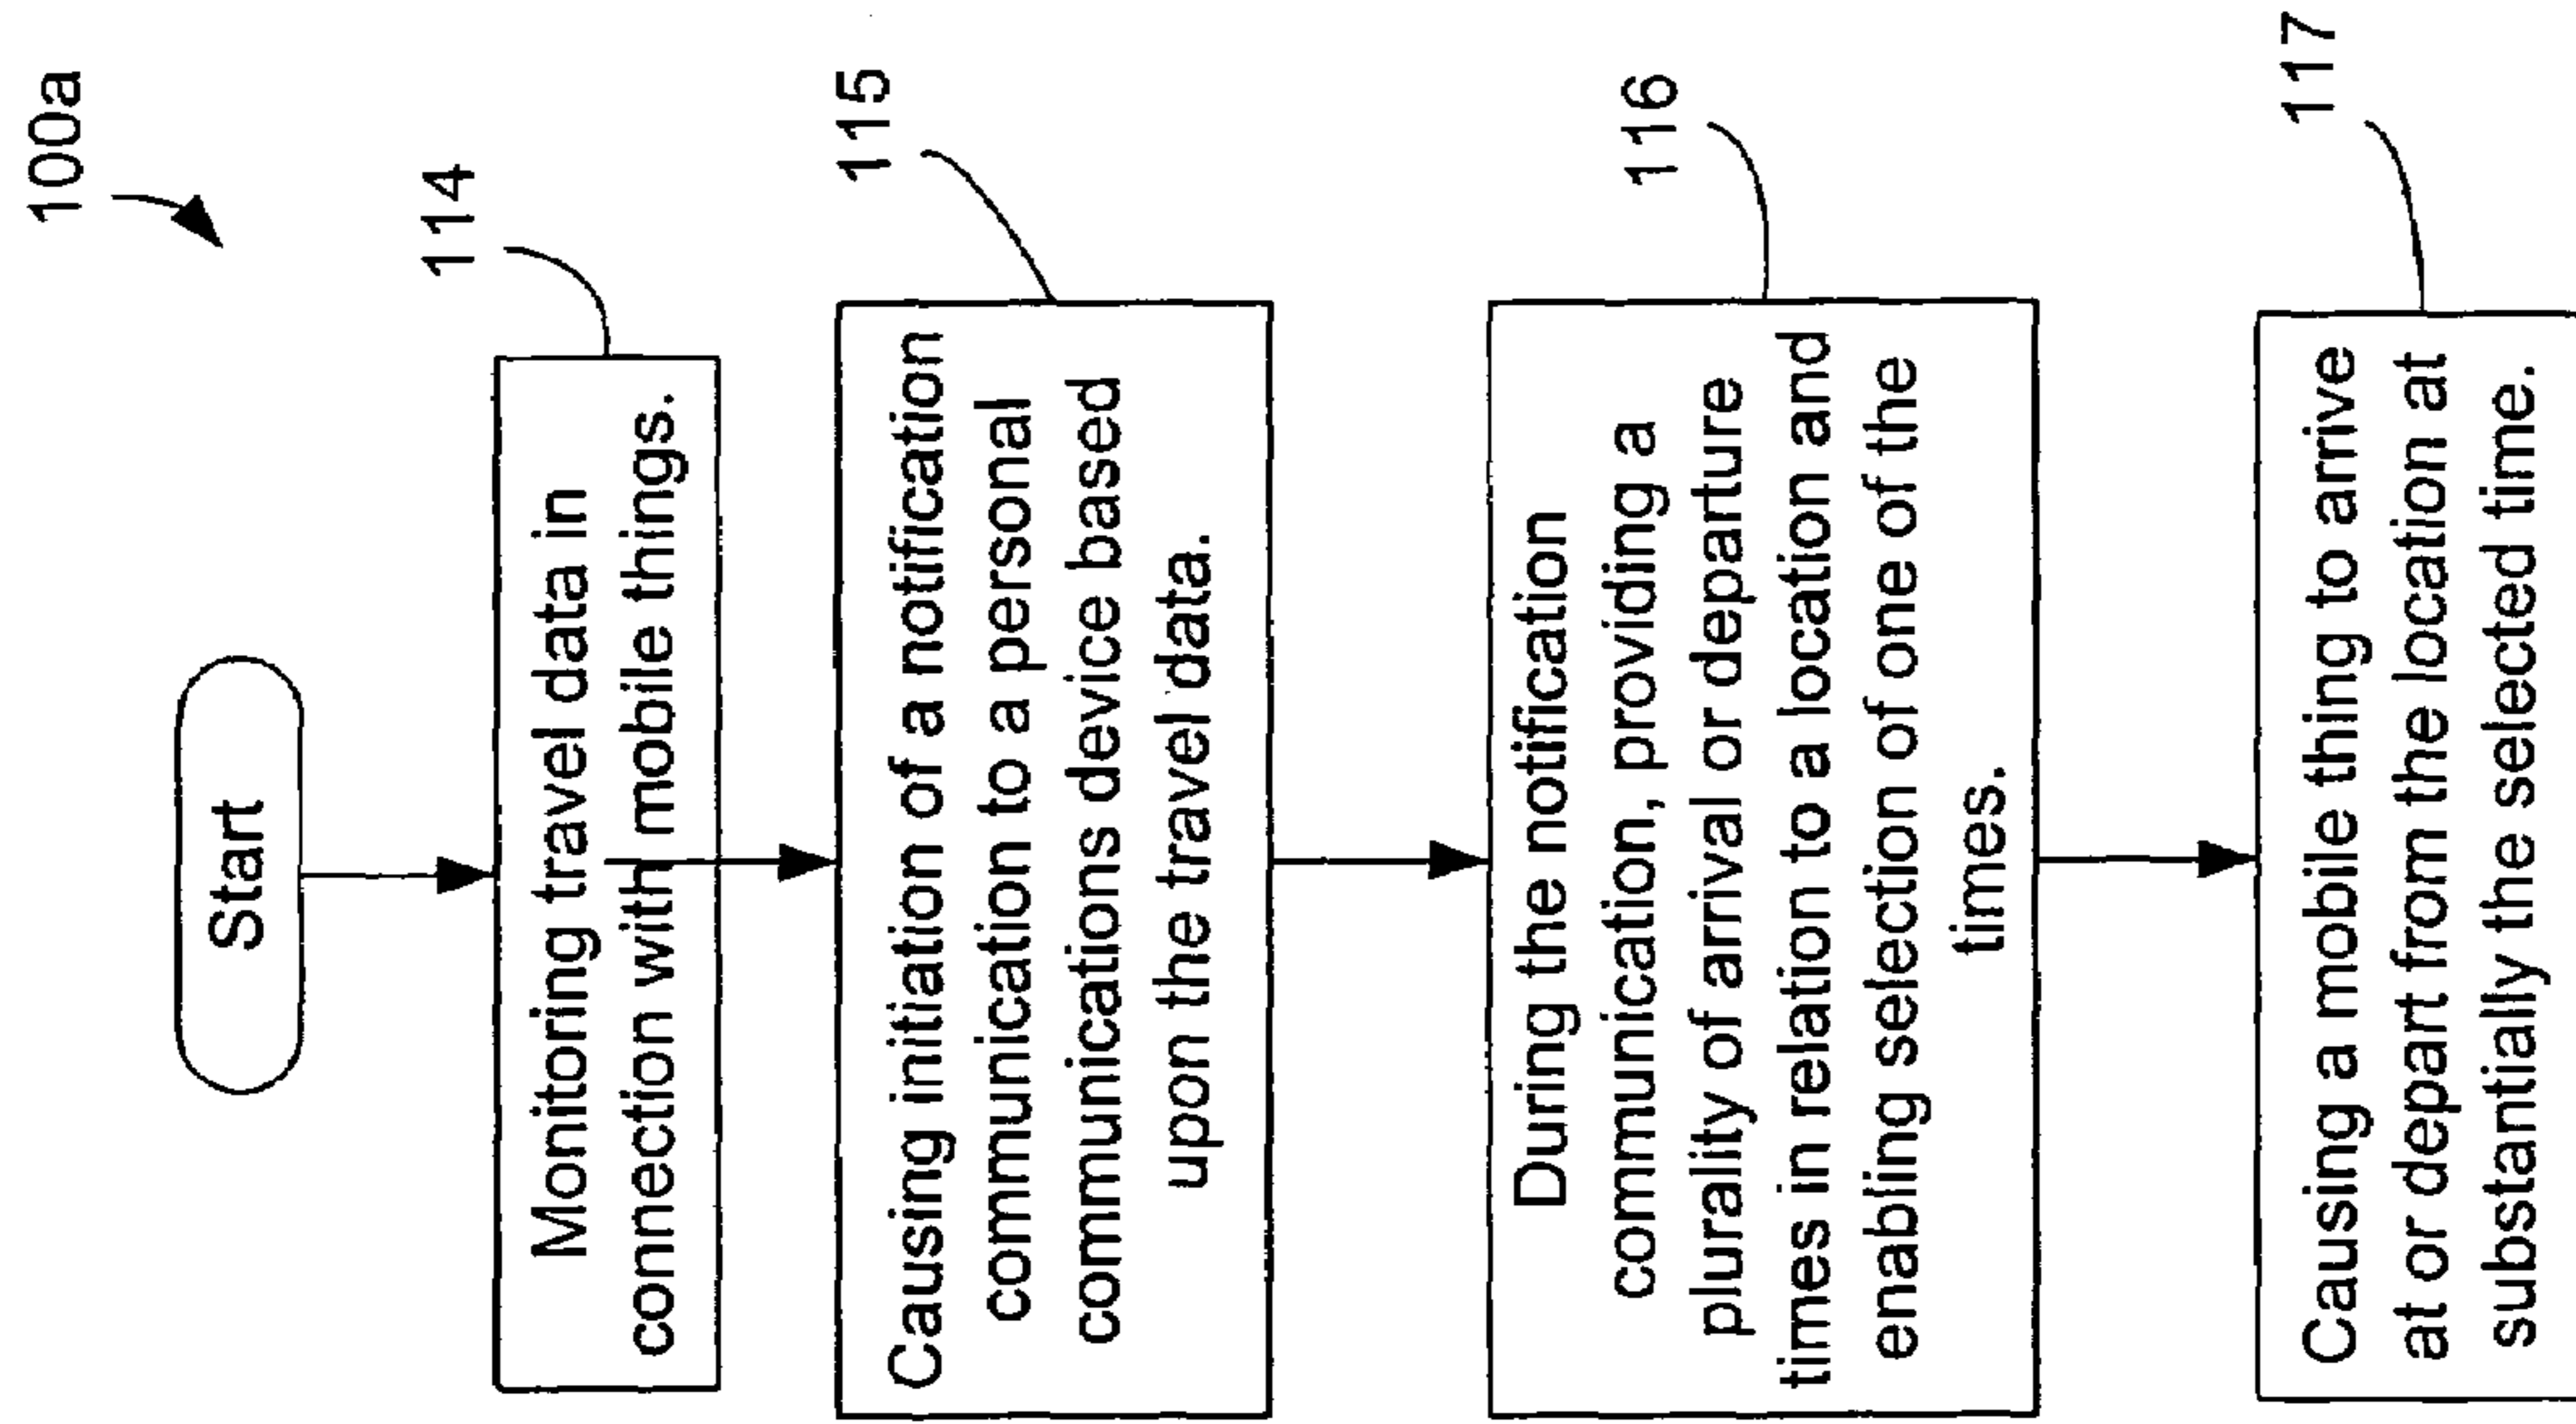 100a
Start
114
Monitoring travel data in
connection with mobile things.
115
Causing initiation of a notification
communication to a personal
communications device based
upon the travel data.
116
During the notification
communication, providing a
plurality of arrival or departure
times in relation to a location and
enabling selection of one of the
times.
117
Causing a mobile thing to arrive
at or depart from the location at
substantially the selected time.